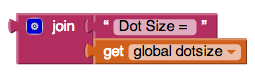 join “ Dot Size = ”
get global dotsize